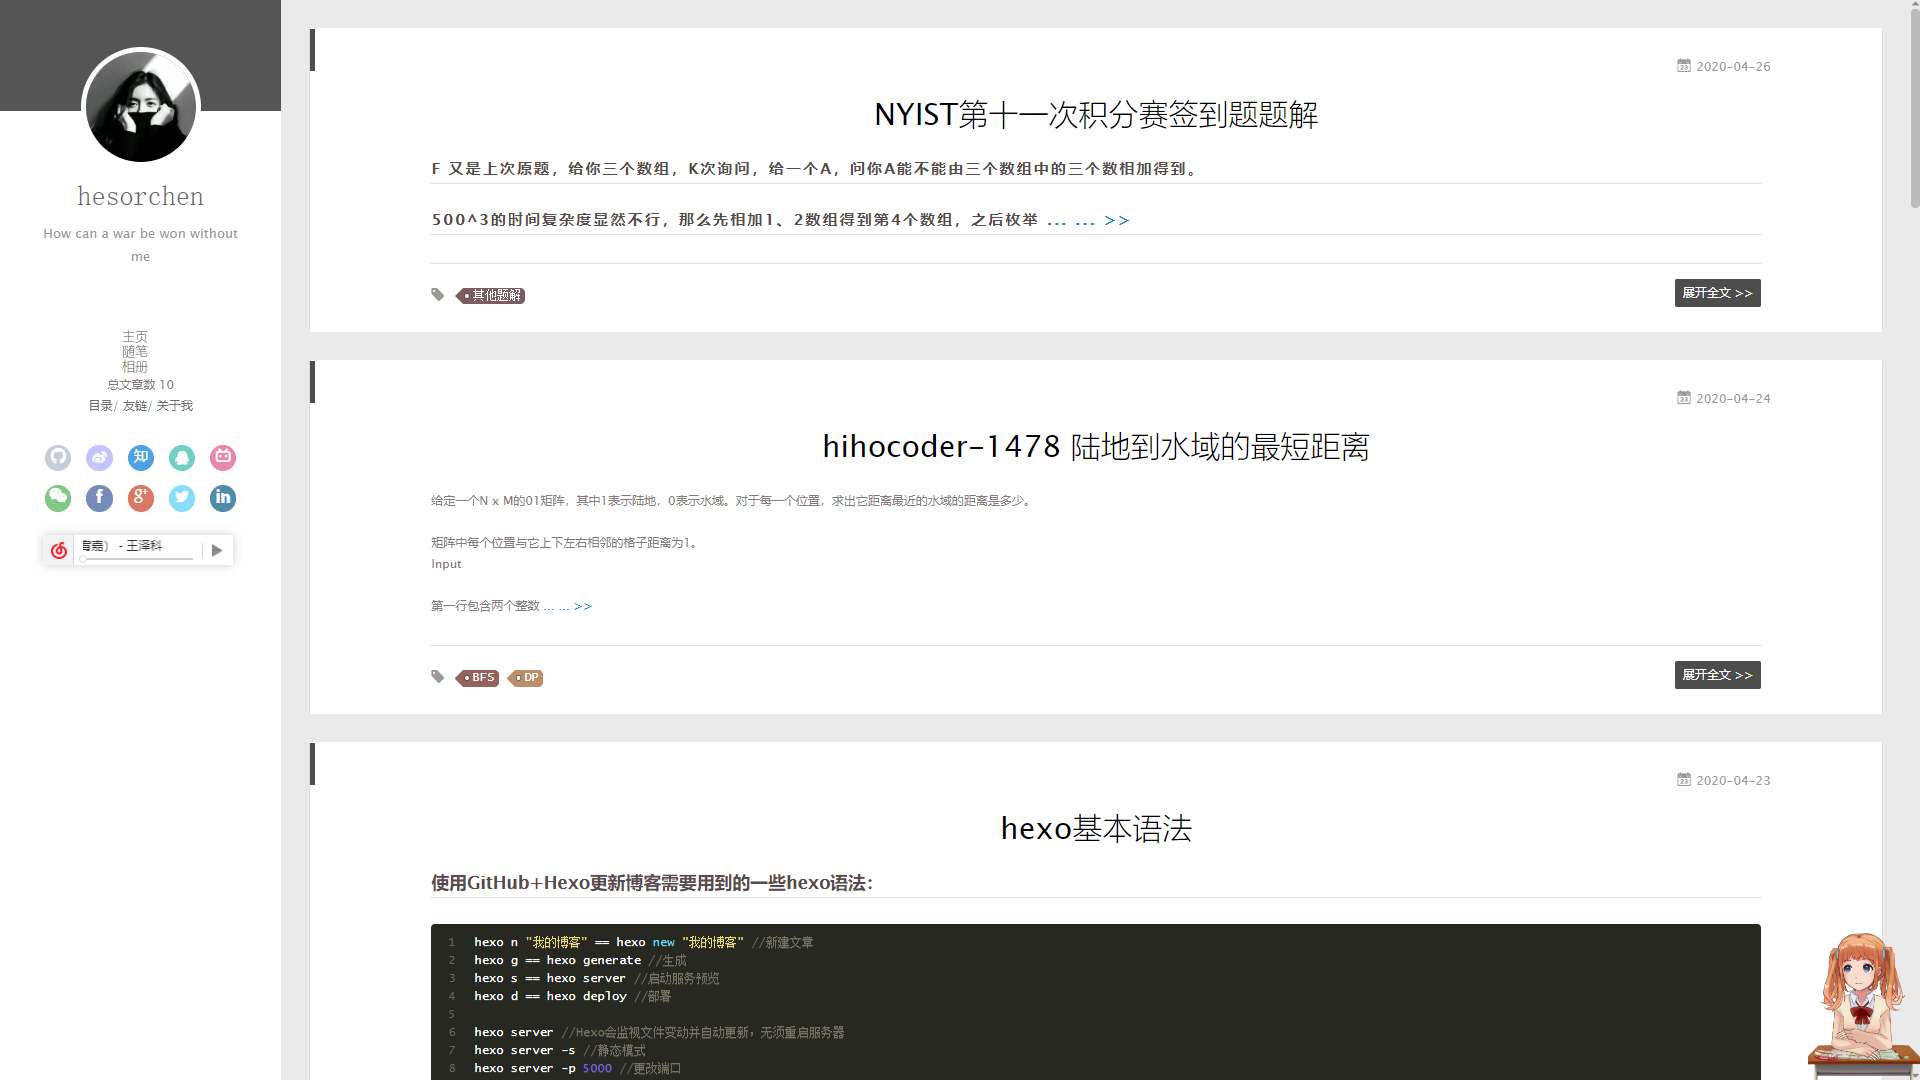 hesorchen
How can a war be won without
me
主页
随笔
相册
总文章数 10
目录/ 友链/ 关于我
知
- 王泽科
2020-04-26
NYIST第十一次积分赛签到题题解
F 又是上次原题，给你三个数组，K次询问，给一个A，问你A能不能由三个数组中的三个数相加得到。
500^3的时间复杂度显然不行，那么先相加1、2数组得到第4个数组，之后枚举 ... ... >>
其他题解
展开全文 >>
2020-04-24
hihocoder-1478 陆地到水域的最短距离
给定一个N x M的01矩阵，其中1表示陆地，0表示水域。对于每一个位置，求出它距离最近的水域的距离是多少。
矩阵中每个位置与它上下左右相邻的格子距离为1。
Input
第一行包含两个整数 ... ... >>
BFS
DP
展开全文 >>
2020-04-23
hexo基本语法
使用GitHub+Hexo更新博客需要用到的一些hexo语法：
1 hexo n "我的博客" == hexo new "我的博客" //新建文章
2 hexo g == hexo generate //生成
3 hexo s == hexo server //启动服务预览
4 hexo d == hexo deploy //部署
5
6 hexo server //Hexo会监视文件变动并自动更新，无须重启服务器
7 hexo server -s //静态模式
8 hexo server -p 5000 //更改端口